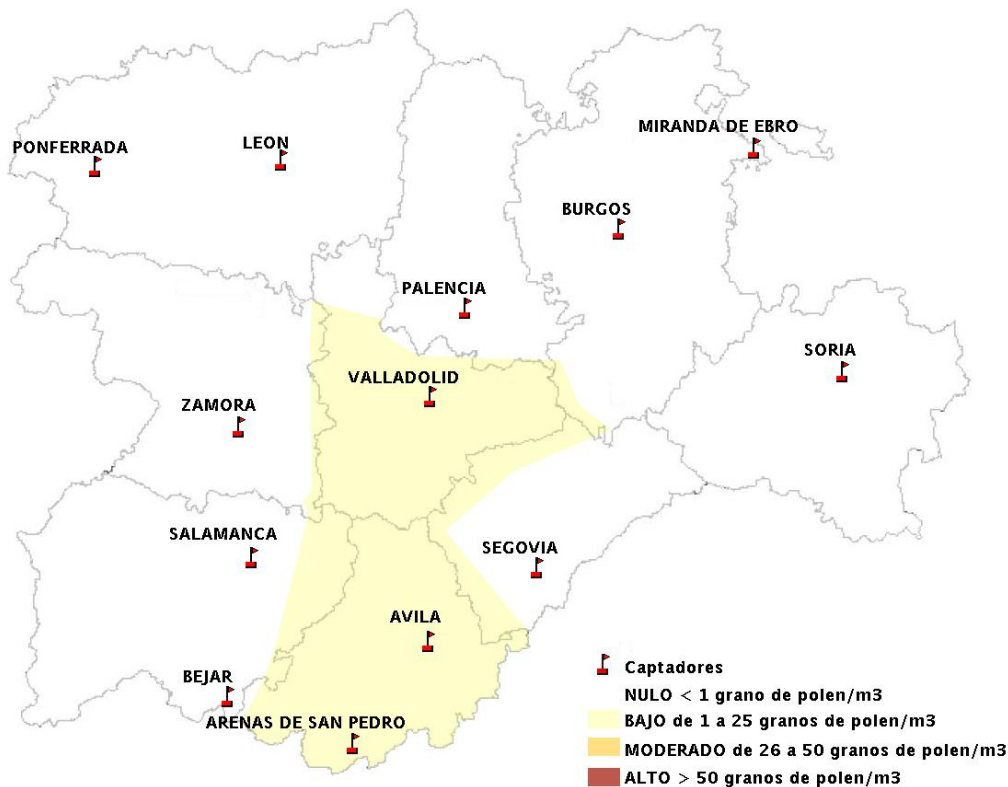 MIRANDA DE EBRO
PONFERRADA
LEON
BURGOS
PALENCIA
SORIA
VALLADOLID
ZAMORA
SALAMANCA
SEGOVIA
AVILA
BEJAR
ARENAS DE SAN PEDRO
Captadores
NULO < 1 grano de polen/m3
BAJO de 1 a 25 granos de polen/m3
MODERADO de 26 a 50 granos de polen/m3
ALTO > 50 granos de polen/m3